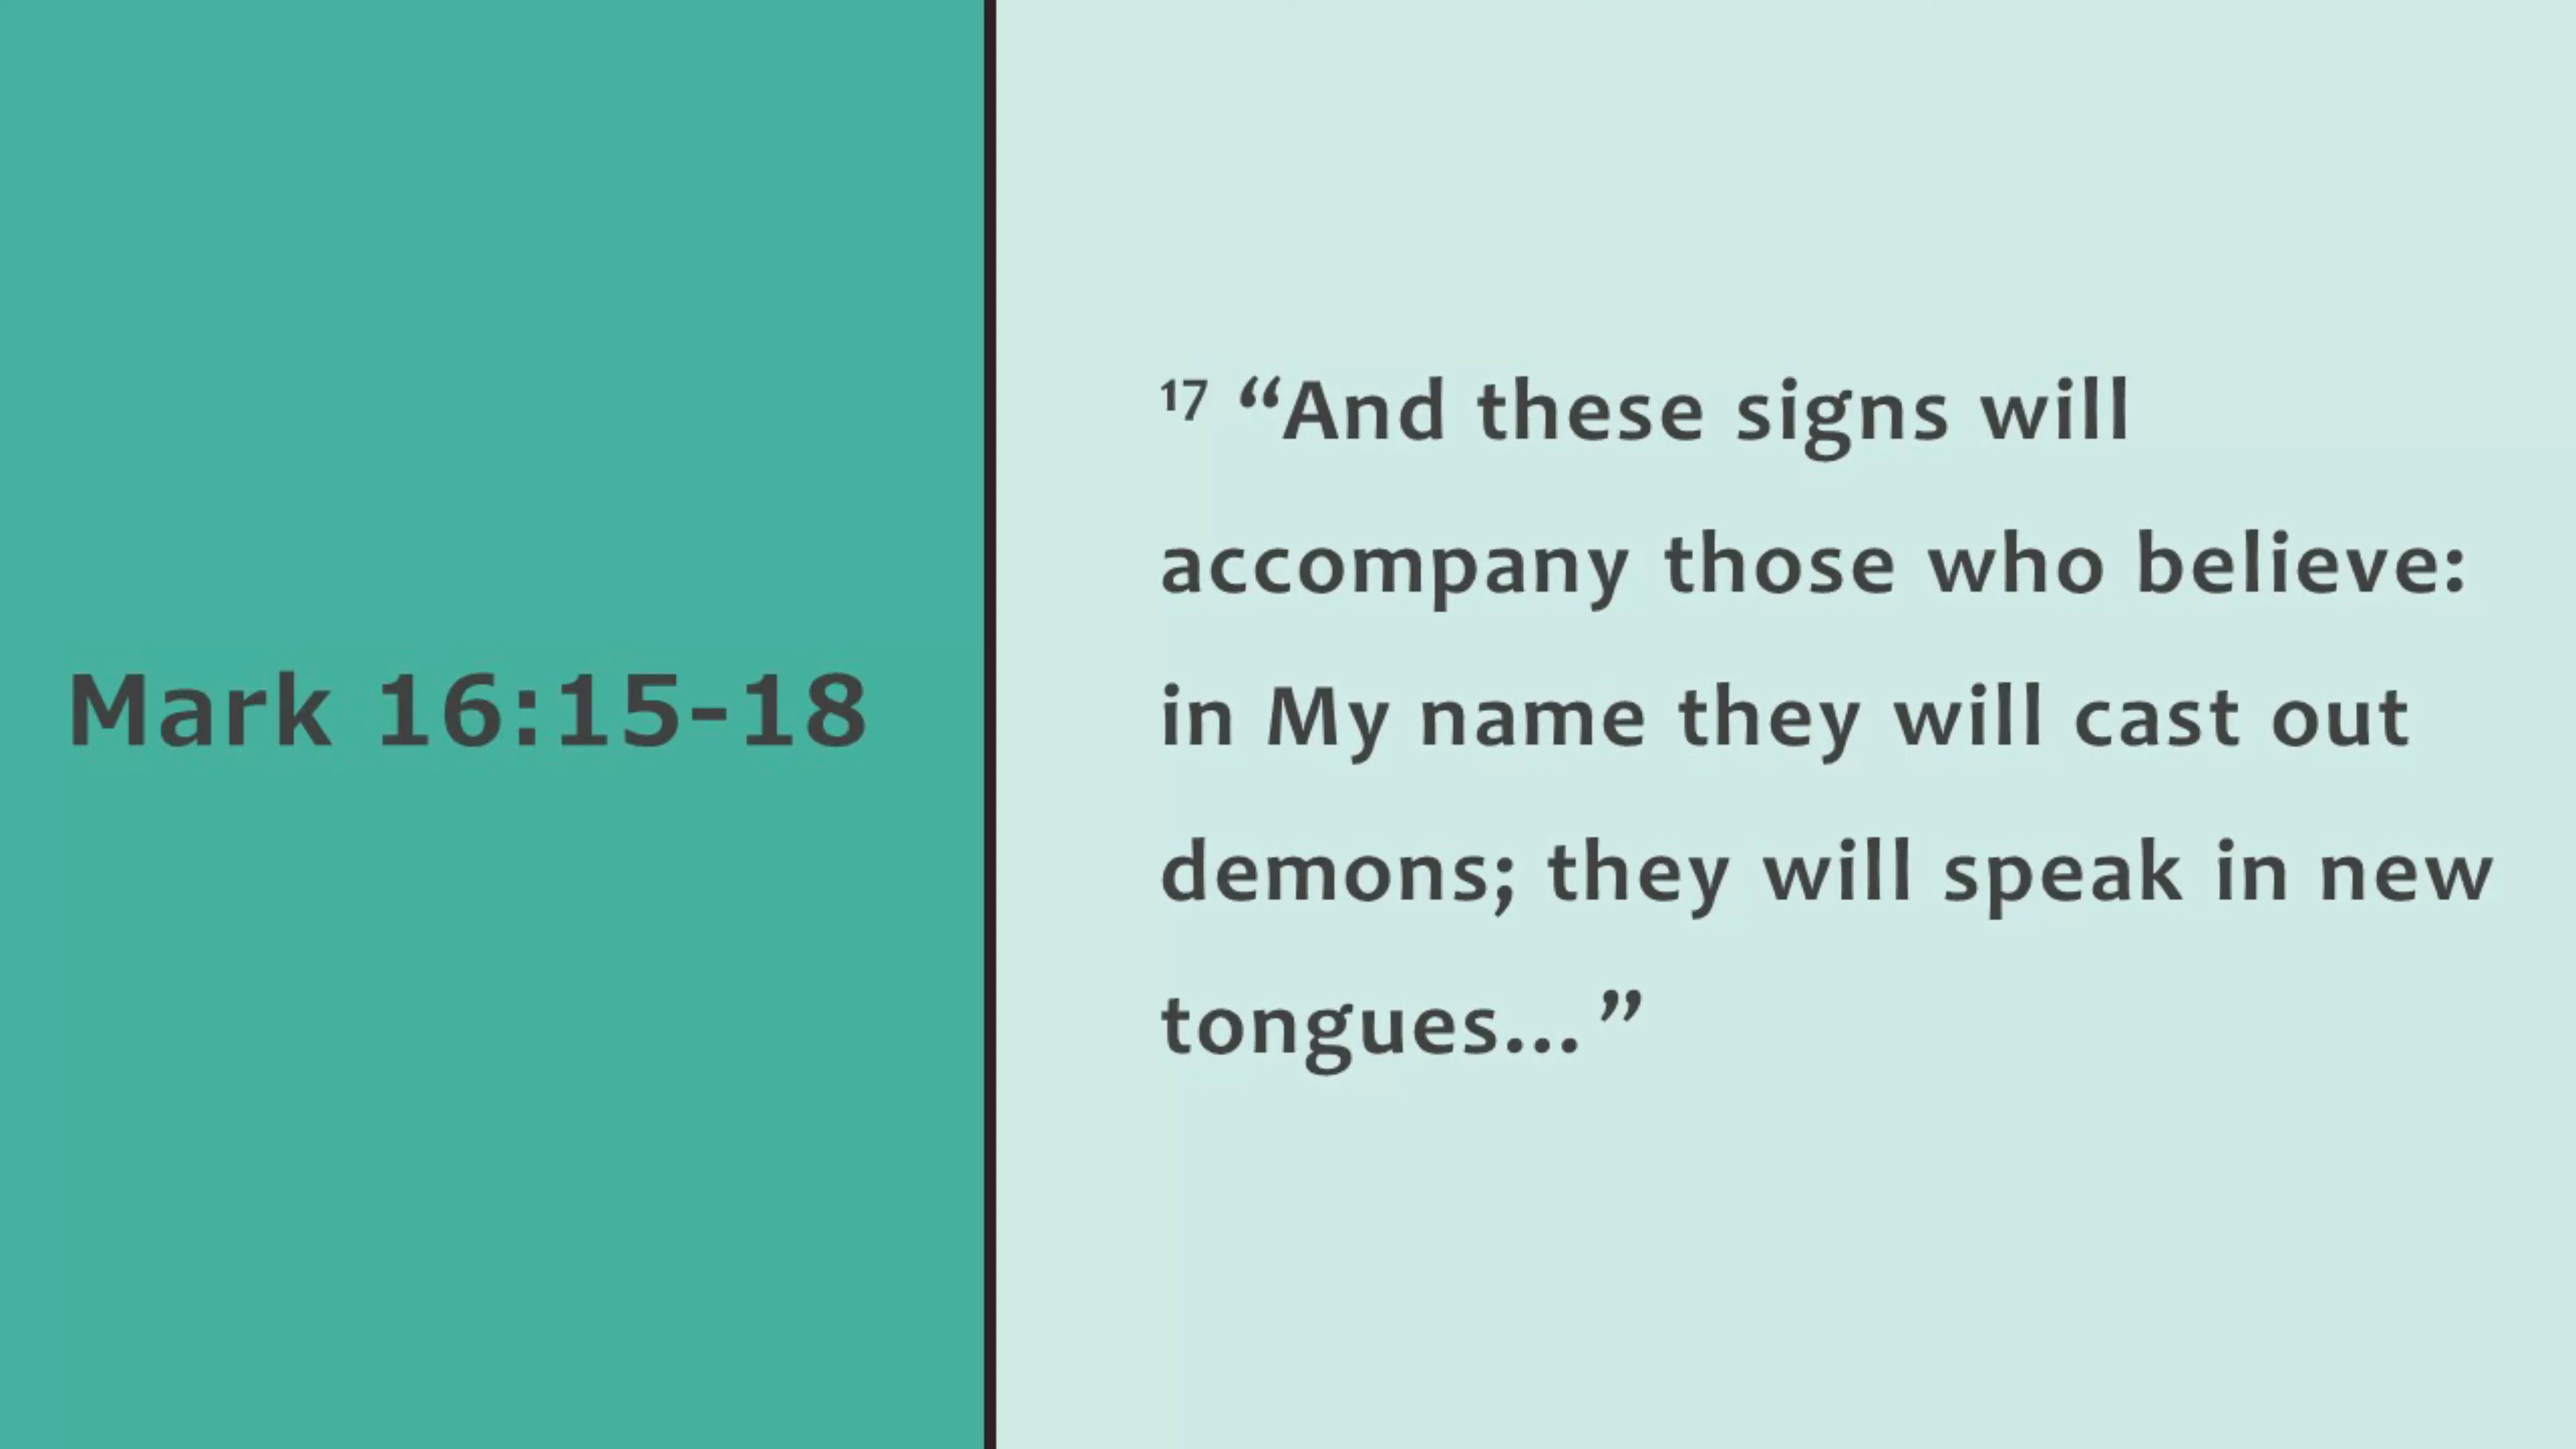 Mark 16:15-18
17 “And these signs will
accompany those who believe:
in My name they will cast out
demons; they will speak in new
tongues...”